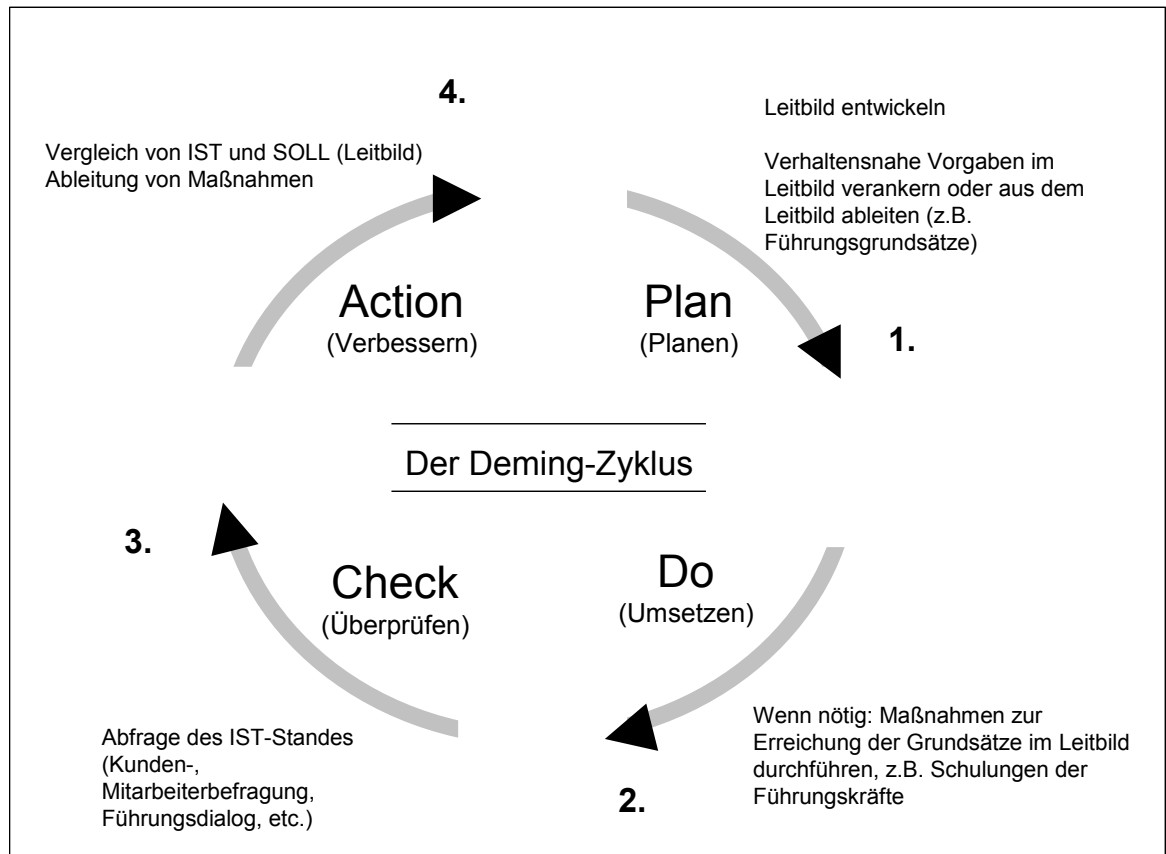 4.
Vergleich von IST und SOLL (Leitbild)
Ableitung von Maßnahmen
Leitbild entwickeln
Verhaltensnahe Vorgaben im
Leitbild verankern oder aus dem
Leitbild ableiten (z.B.
Führungsgrundsätze)
Action
(Verbessern)
Plan
(Planen)
1.
Der Deming-Zyklus
3.
Check
(Überprüfen)
Do
(Umsetzen)
Abfrage des IST-Standes
(Kunden-,
Mitarbeiterbefragung,
Führungsdialog, etc.)
2.
Wenn nötig: Maßnahmen zur
Erreichung der Grundsätze im Leitbild
durchführen, z.B. Schulungen der
Führungskräfte